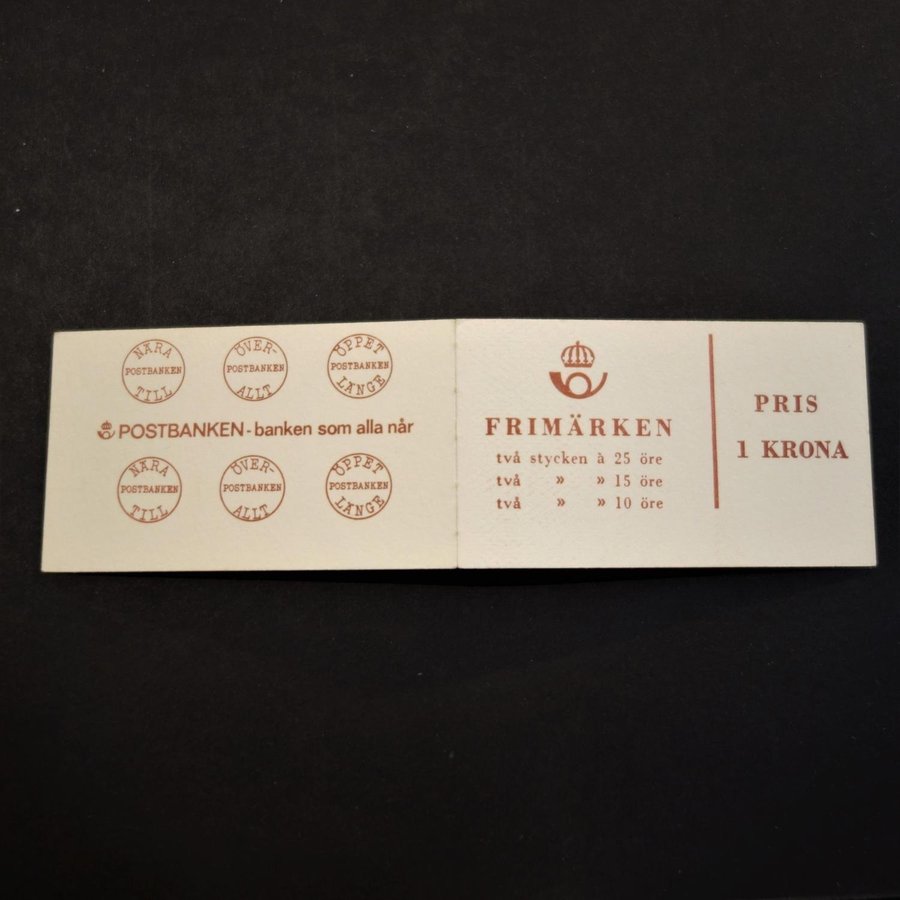 NÄRA
POSTBANKEN
TILL
ÖVER-
POSTBANKEN
ALLT
ÖPPET
POSTBANKEN
LÄNGE
POSTBANKEN - banken som alla når
NÄRA
POSTBANKEN
TILL
ÖVER-
POSTBANKEN
ALLT
ÖPPET
POSTBANKEN
LÄNGE
FRIMÄRKEN
två stycken à 25 öre
två » » 15 öre
två » » 10 öre
PRIS
1 KRONA